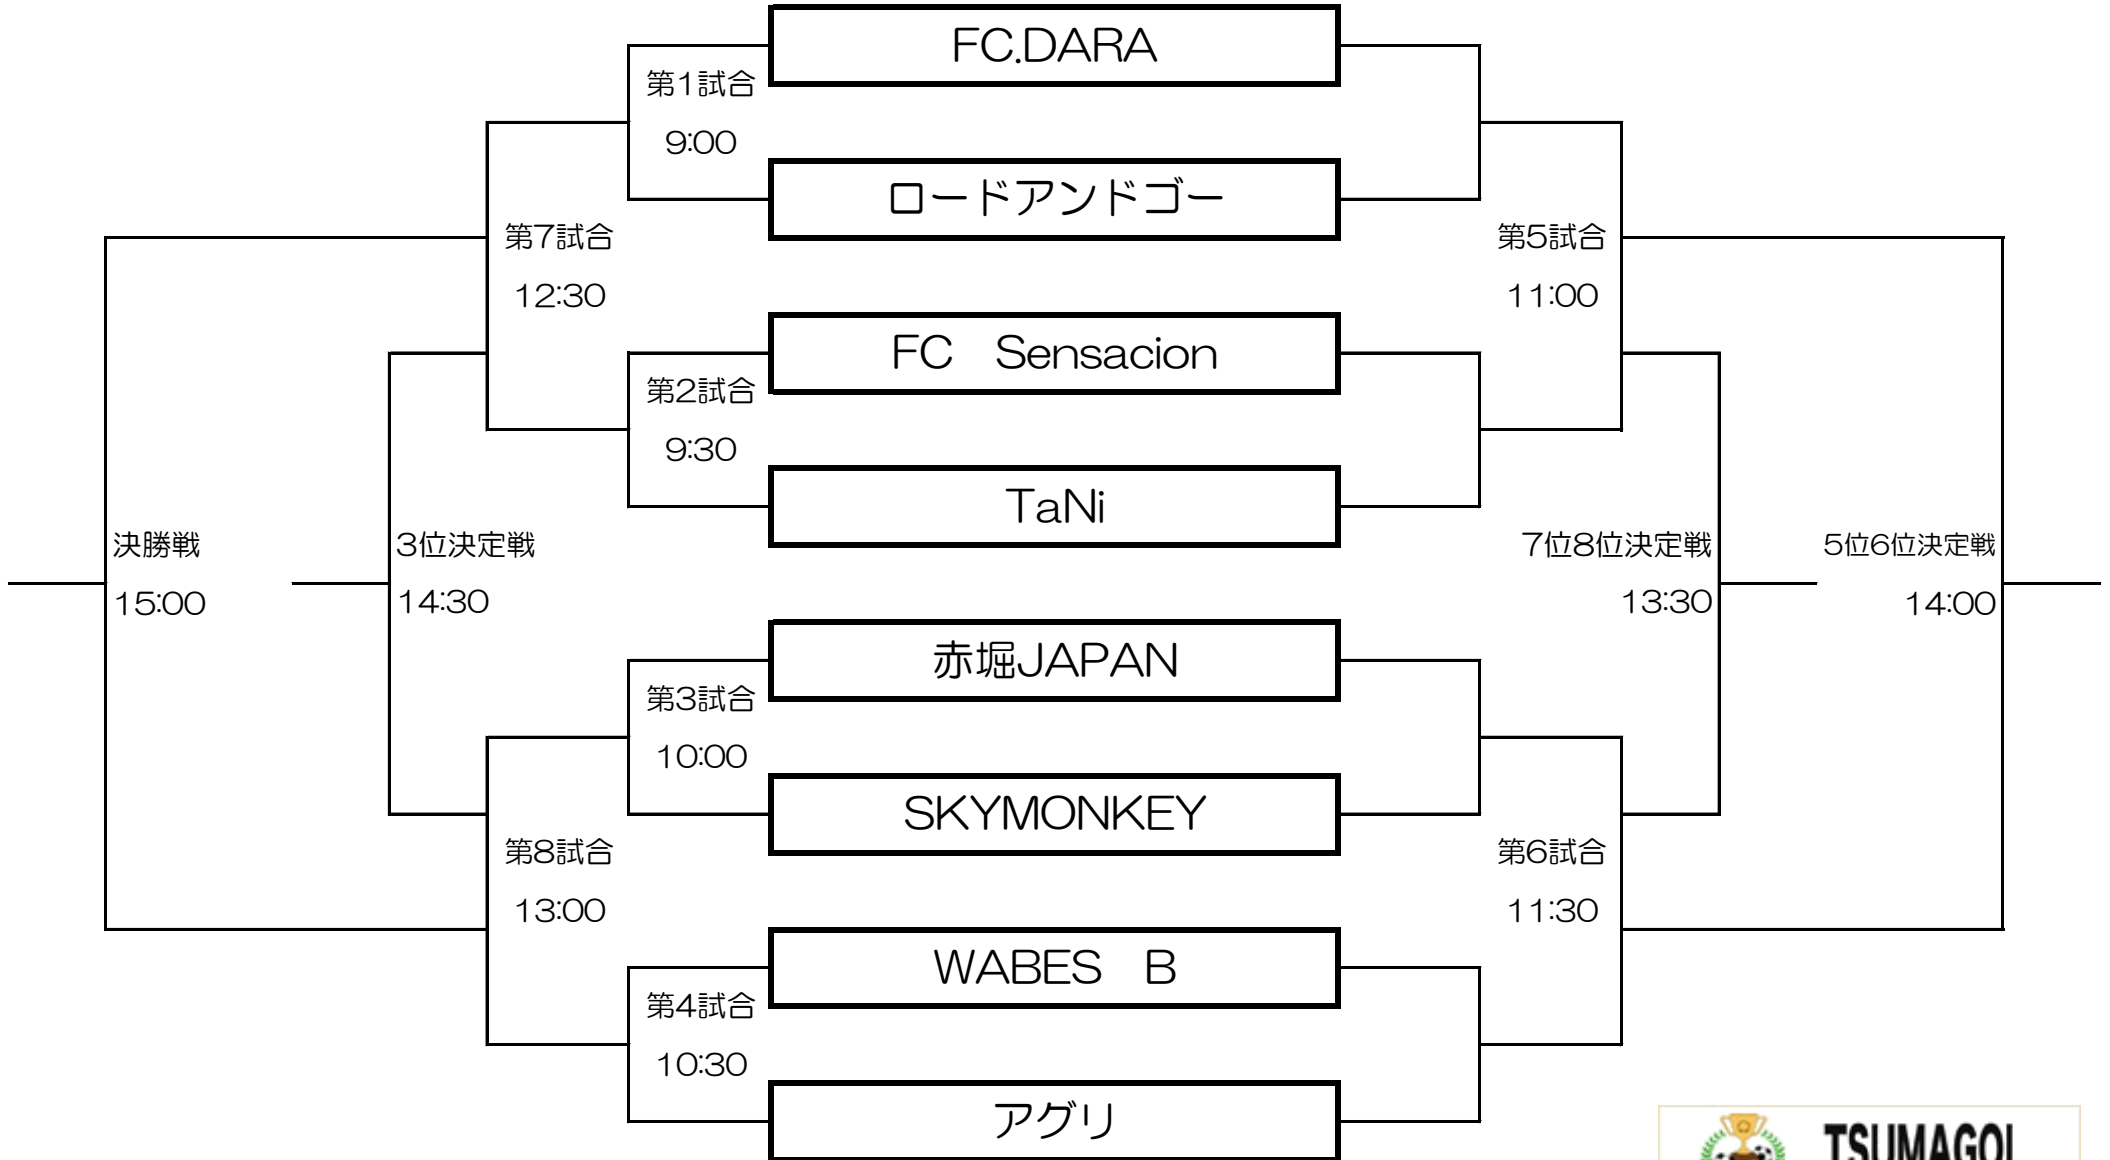 FC.DARA
第1試合
9:00
ロードアンドゴー
第7試合
12:30
第5試合
11:00
FC　Sensacion
第2試合
9:30
TaNi
決勝戦
15:00
3位決定戦
14:30
7位8位決定戦
13:30
5位6位決定戦
14:00
赤堀JAPAN
第3試合
10:00
SKYMONKEY
第8試合
13:00
第6試合
11:30
WABES　B
第4試合
10:30
アグリ
TSUMAGOI